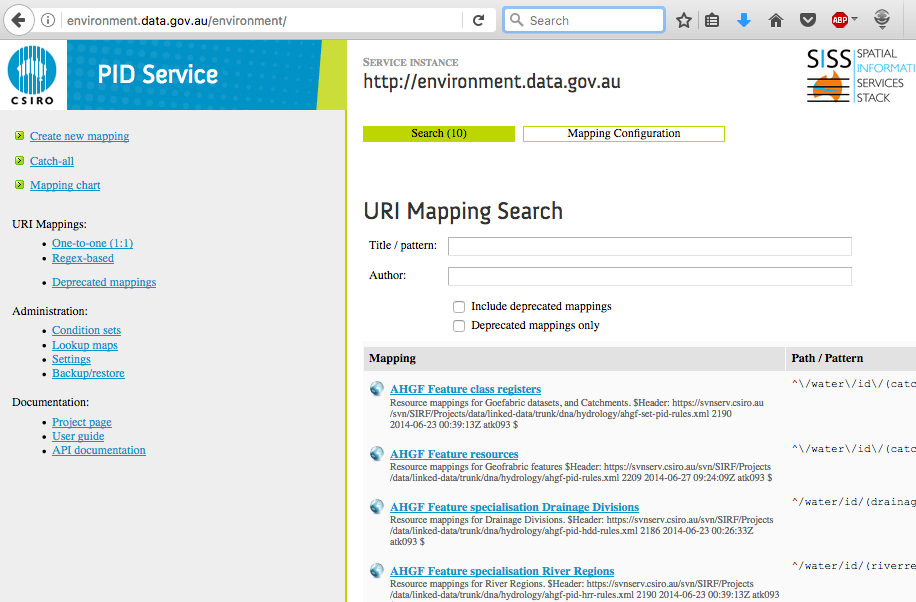 environment.data.gov.au/environment/
Search
ABP
CSIRO
PID Service
SERVICE INSTANCE
http://environment.data.gov.au
SISS SPATIAL
INFORMATI
SERVICES
STACK
Create new mapping
Catch-all
Mapping chart
URI Mappings:
One-to-one (1:1)
Regex-based
Deprecated mappings
Administration:
Condition sets
Lookup maps
Settings
Backup/restore
Documentation:
Project page
User guide
API documentation
Search (10)
Mapping Configuration
URI Mapping Search
Title / pattern:
Author:
Include deprecated mappings
Deprecated mappings only
Mapping Path / Pattern
AHGF Feature class registers ^\/water\/id\/(catc
Resource mappings for Goefabric datasets, and Catchments. $Header: https://svnserv.csiro.au
/svn/SIRF/Projects/data/linked-data/trunk/dna/hydrology/ahgf-set-pid-rules.xml 2190
2014-06-23 00:39:13Z atk093 $
AHGF Feature resources ^\/water\/id\/(catc
Resource mappings for Geofrabric features $Header: https://svnserv.csiro.au/svn/SIRF/Projects
/data/linked-data/trunk/dna/hydrology/ahgf-pid-rules.xml 2209 2014-06-27 09:24:09Z atk093 $
AHGF Feature specialisation Drainage Divisions ^/water/id/(drainag
Resource mappings for Drainage Divisions. $Header: https://svnserv.csiro.au/svn/SIRF/Projects
/data/linked-data/trunk/dna/hydrology/ahgf-pid-hdd-rules.xml 2186 2014-06-23 00:26:33Z
atk093 $
AHGF Feature specialisation River Regions ^/water/id/(riverre
Resource mappings for River Regions. $Header: https://svnserv.csiro.au/svn/SIRF/Projects
/data/linked-data/trunk/dna/hydrology/ahgf-pid-hrr-rules.xml 2190 2014-06-23 00:39:13Z atk093